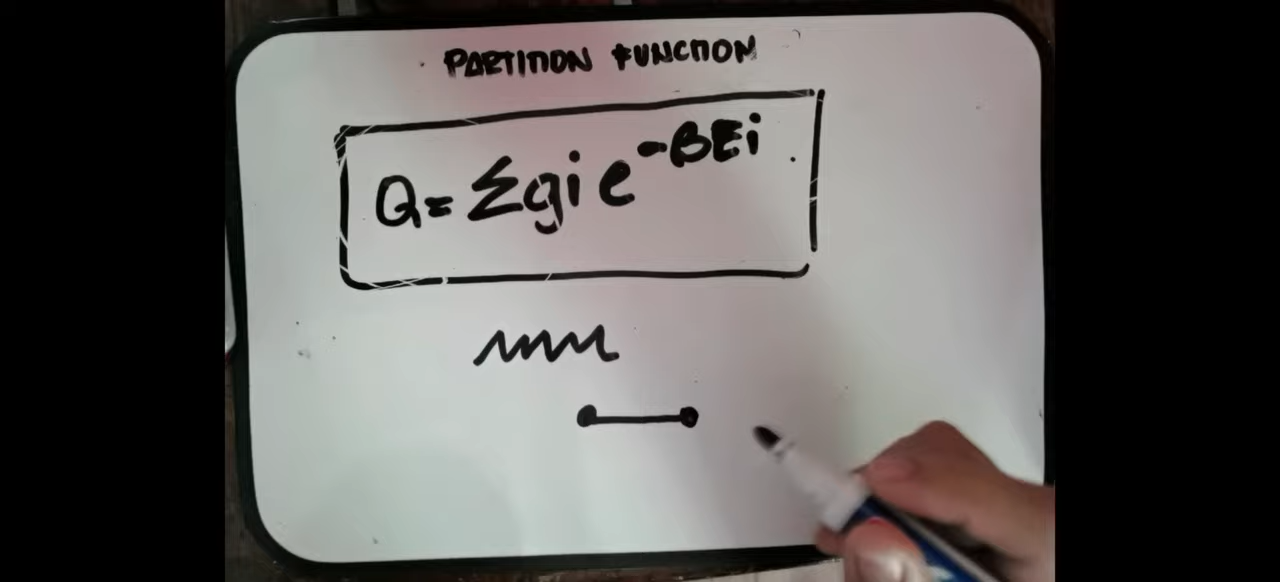 PARTITION FUNCTION
Q = Σgi e^-βEi